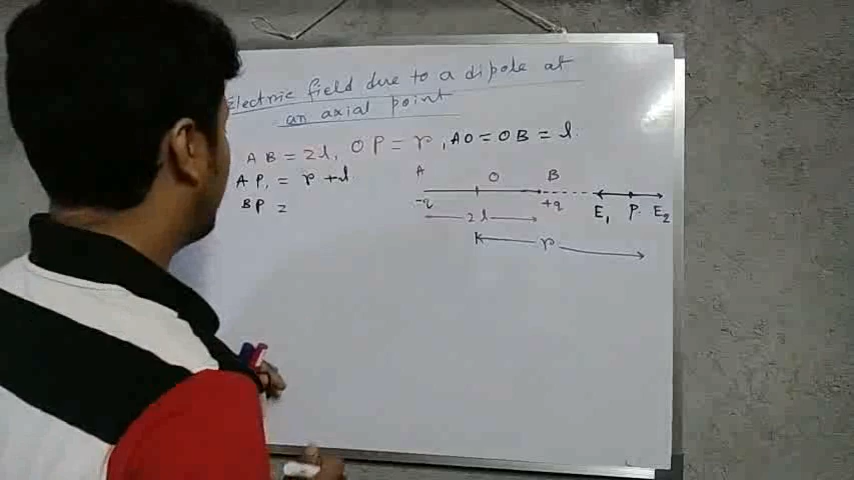 Electric field due to a dipole at
an axial point
AB = 2l, OP = r, AO = OB = l.
AP, = r + l
BP =
A O B
-q +q E1 P. E2
2l
r